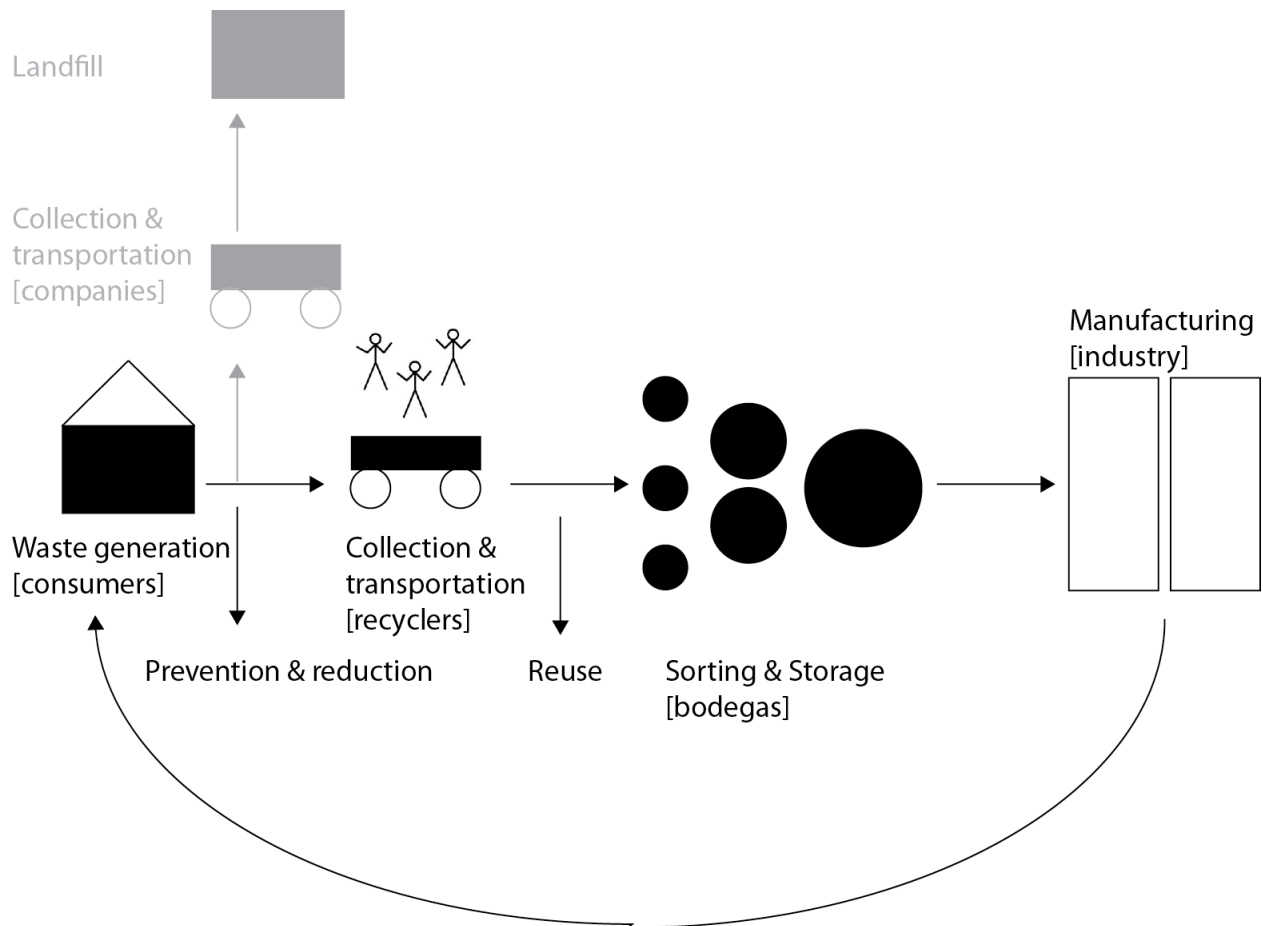 Landfill
Collection &
transportation
[companies]
Manufacturing
[industry]
Waste generation
[consumers]
Collection &
transportation
[recyclers]
Prevention & reduction
Reuse
Sorting & Storage
[bodegas]